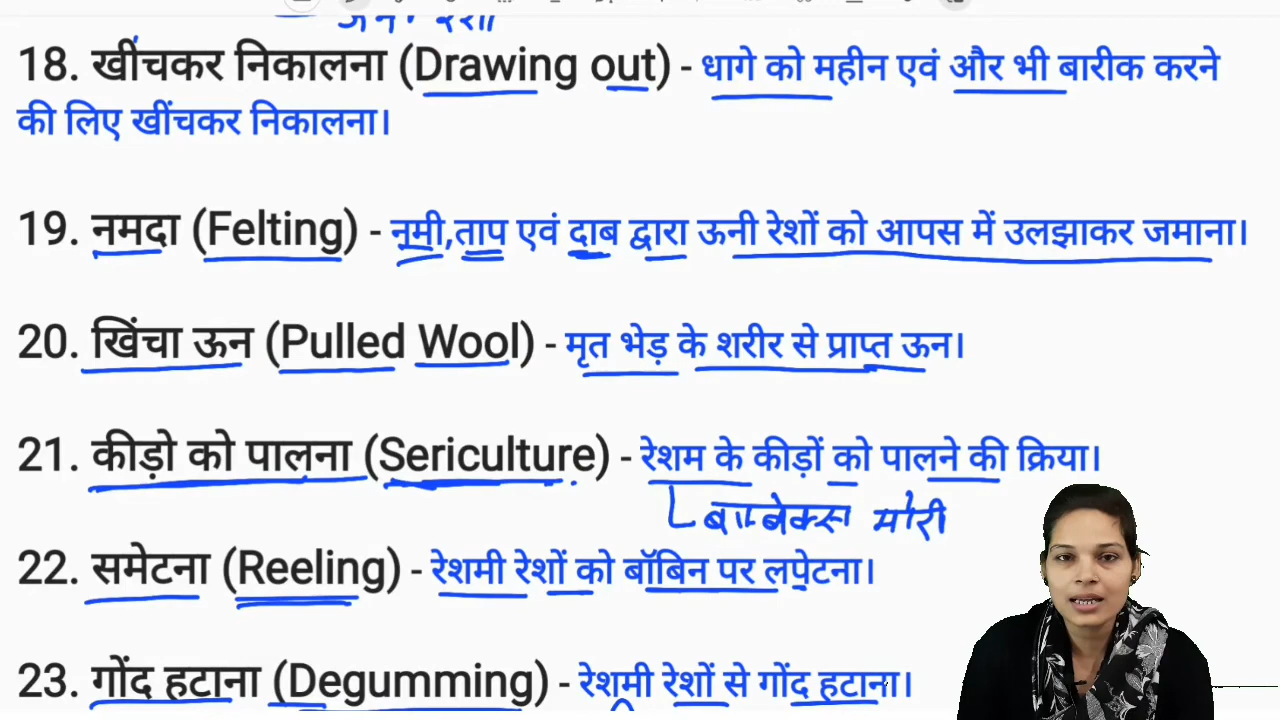 18. खींचकर निकालना (Drawing out) - धागे को महीन एवं और भी बारीक करने
की लिए खींचकर निकालना।
19. नमदा (Felting) - नमी,ताप एवं दाब द्वारा ऊनी रेशों को आपस में उलझाकर जमाना।
20. खिंचा ऊन (Pulled Wool) - मृत भेड़ के शरीर से प्राप्त ऊन।
21. कीड़ो को पालना (Sericulture) - रेशम के कीड़ों को पालने की क्रिया।
बाम्बेक्स मोरी
22. समेटना (Reeling) - रेशमी रेशों को बॉबिन पर लपेटना।
23. गोंद हटाना (Degumming) - रेशमी रेशों से गोंद हटाना।